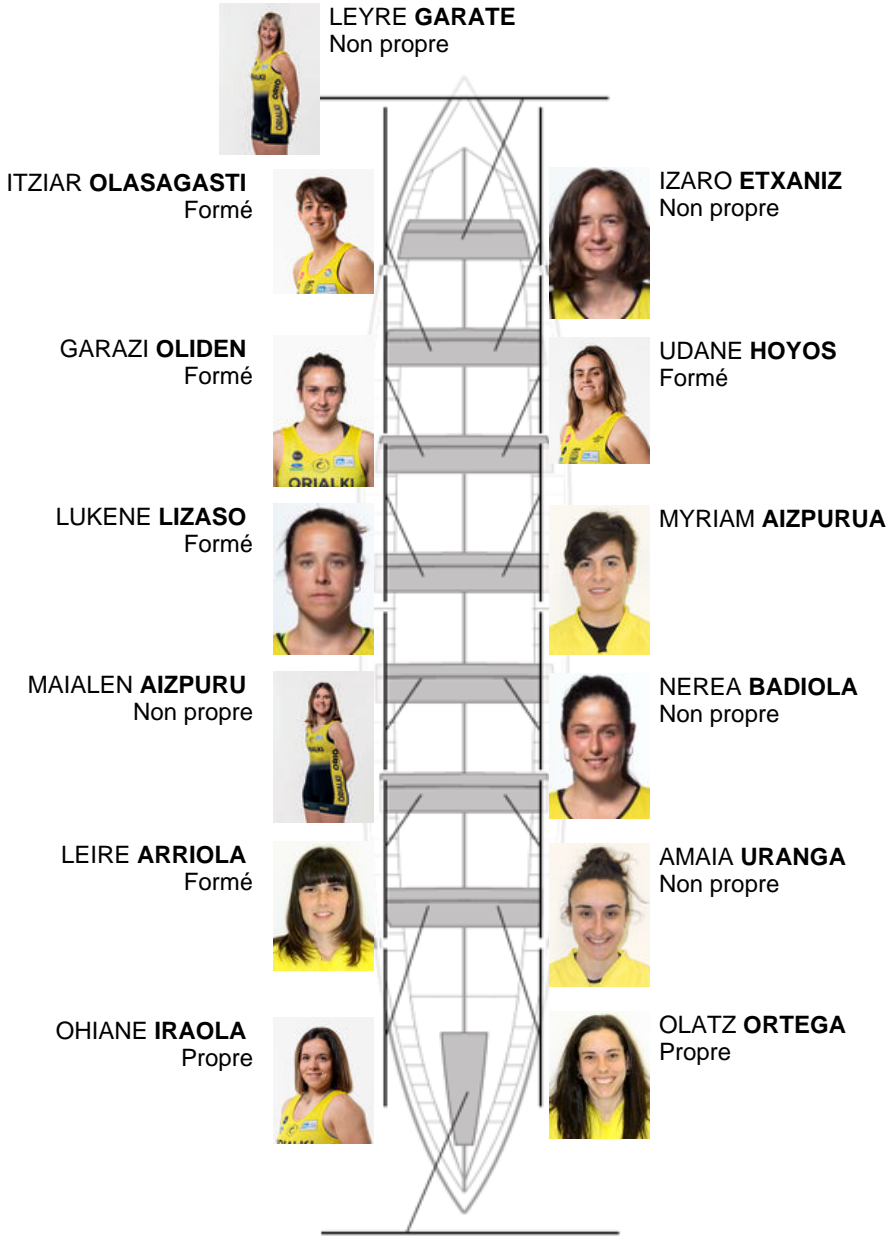 LEYRE GARATE
Non propre
ITZIAR OLASAGASTI
Formé
IZARO ETXANIZ
Non propre
GARAZI OLIDEN
Formé
UDANE HOYOS
Formé
ORIALKI
LUKENE LIZASO
Formé
MYRIAM AIZPURUA
MAIALEN AIZPURU
Non propre
NEREA BADIOLA
Non propre
LEIRE ARRIOLA
Formé
AMAIA URANGA
Non propre
OHIANE IRAOLA
Propre
OLATZ ORTEGA
Propre